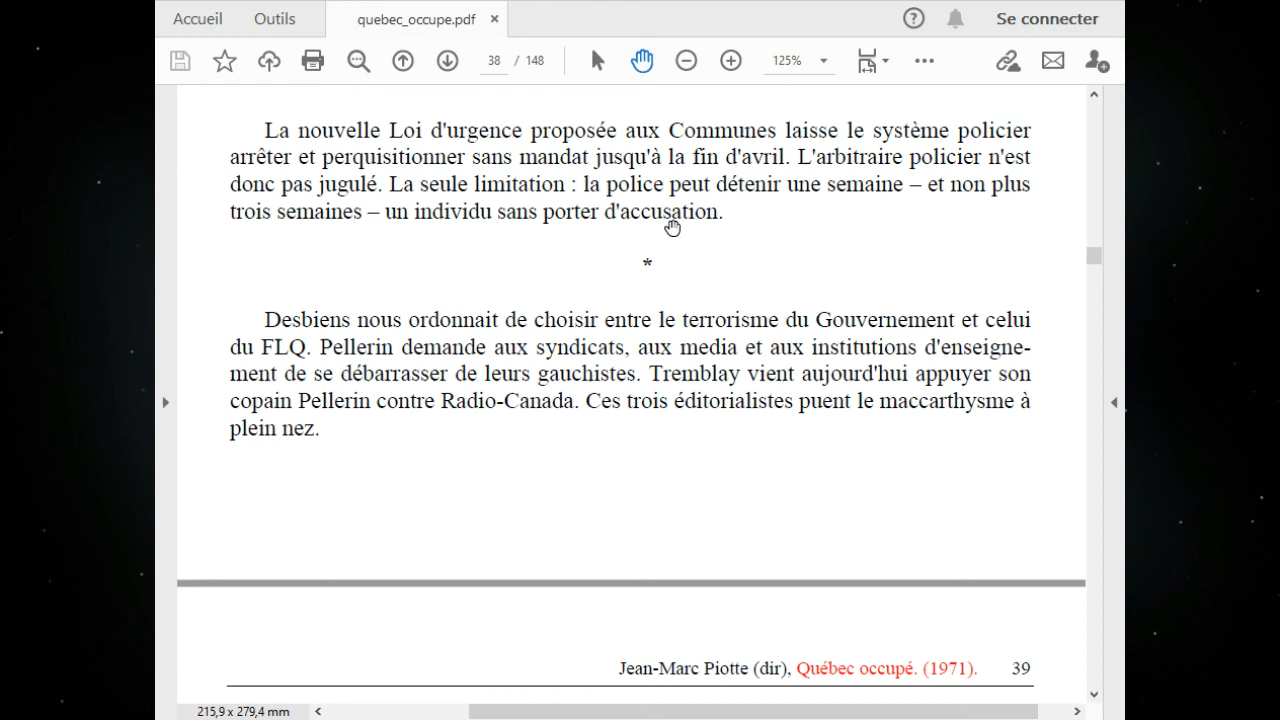 Accueil Outils quebec_occupe.pdf × ? Se connecter
38 / 148 125%
La nouvelle Loi d'urgence proposée aux Communes laisse le système policier
arrêter et perquisitionner sans mandat jusqu'à la fin d'avril. L'arbitraire policier n'est
donc pas jugulé. La seule limitation : la police peut détenir une semaine – et non plus
trois semaines – un individu sans porter d'accusation.
*
Desbiens nous ordonnait de choisir entre le terrorisme du Gouvernement et celui
du FLQ. Pellerin demande aux syndicats, aux media et aux institutions d'enseigne-
ment de se débarrasser de leurs gauchistes. Tremblay vient aujourd'hui appuyer son
copain Pellerin contre Radio-Canada. Ces trois éditorialistes puent le maccarthysme à
plein nez.
Jean-Marc Piotte (dir), Québec occupé. (1971). 39
215,9 x 279,4 mm